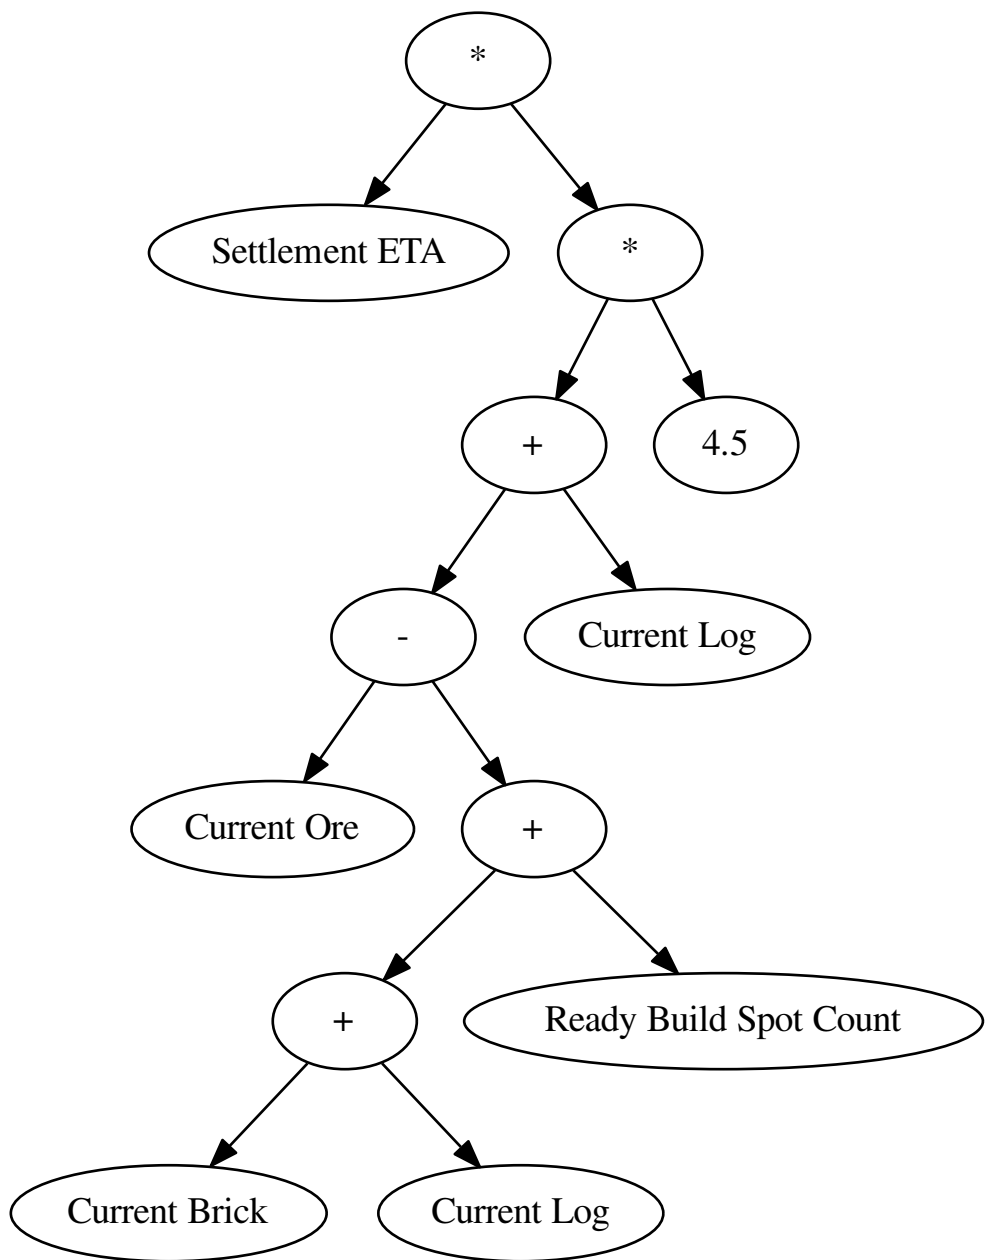 *
Settlement ETA
*
+
4.5
-
Current Log
Current Ore
+
+
Ready Build Spot Count
Current Brick
Current Log